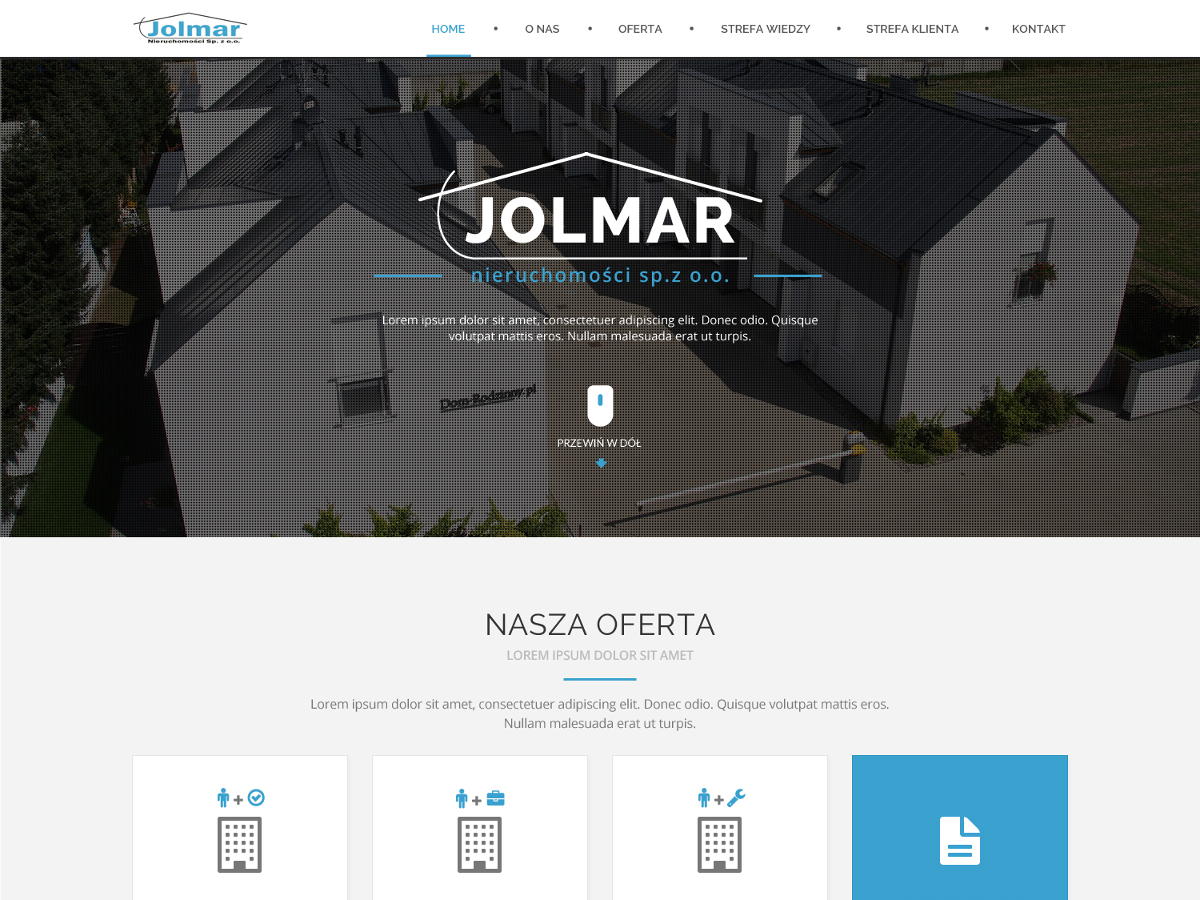 Jolmar
Nieruchomości Sp. z o.o.
HOME • O NAS • OFERTA • STREFA WIEDZY • STREFA KLIENTA • KONTAKT
JOLMAR
nieruchomości sp.z o.o.
Lorem ipsum dolor sit amet, consectetuer adipiscing elit. Donec odio. Quisque
volutpat mattis eros. Nullam malesuada erat ut turpis.
Dom-Rodzinny.pl
PRZEWIŃ W DÓŁ
NASZA OFERTA
LOREM IPSUM DOLOR SIT AMET
Lorem ipsum dolor sit amet, consectetuer adipiscing elit. Donec odio. Quisque volutpat mattis eros.
Nullam malesuada erat ut turpis.